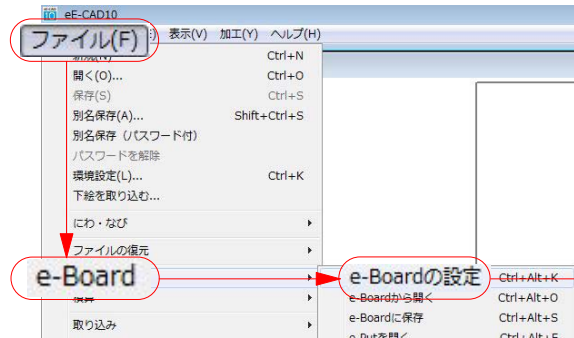 eE-CAD10
ファイル(F) 表示(V) 加工(Y) ヘルプ(H)
新規(N) Ctrl+N
開く(O)... Ctrl+O
保存(S) Ctrl+S
別名保存(A)... Shift+Ctrl+S
別名保存（パスワード付）
パスワードを解除
環境設定(L)... Ctrl+K
下絵を取り込む...
にわ・なび
ファイルの復元
e-Board e-Boardの設定 Ctrl+Alt+K
積算 e-Boardから開く Ctrl+Alt+O
e-Boardに保存 Ctrl+Alt+S
取り込み